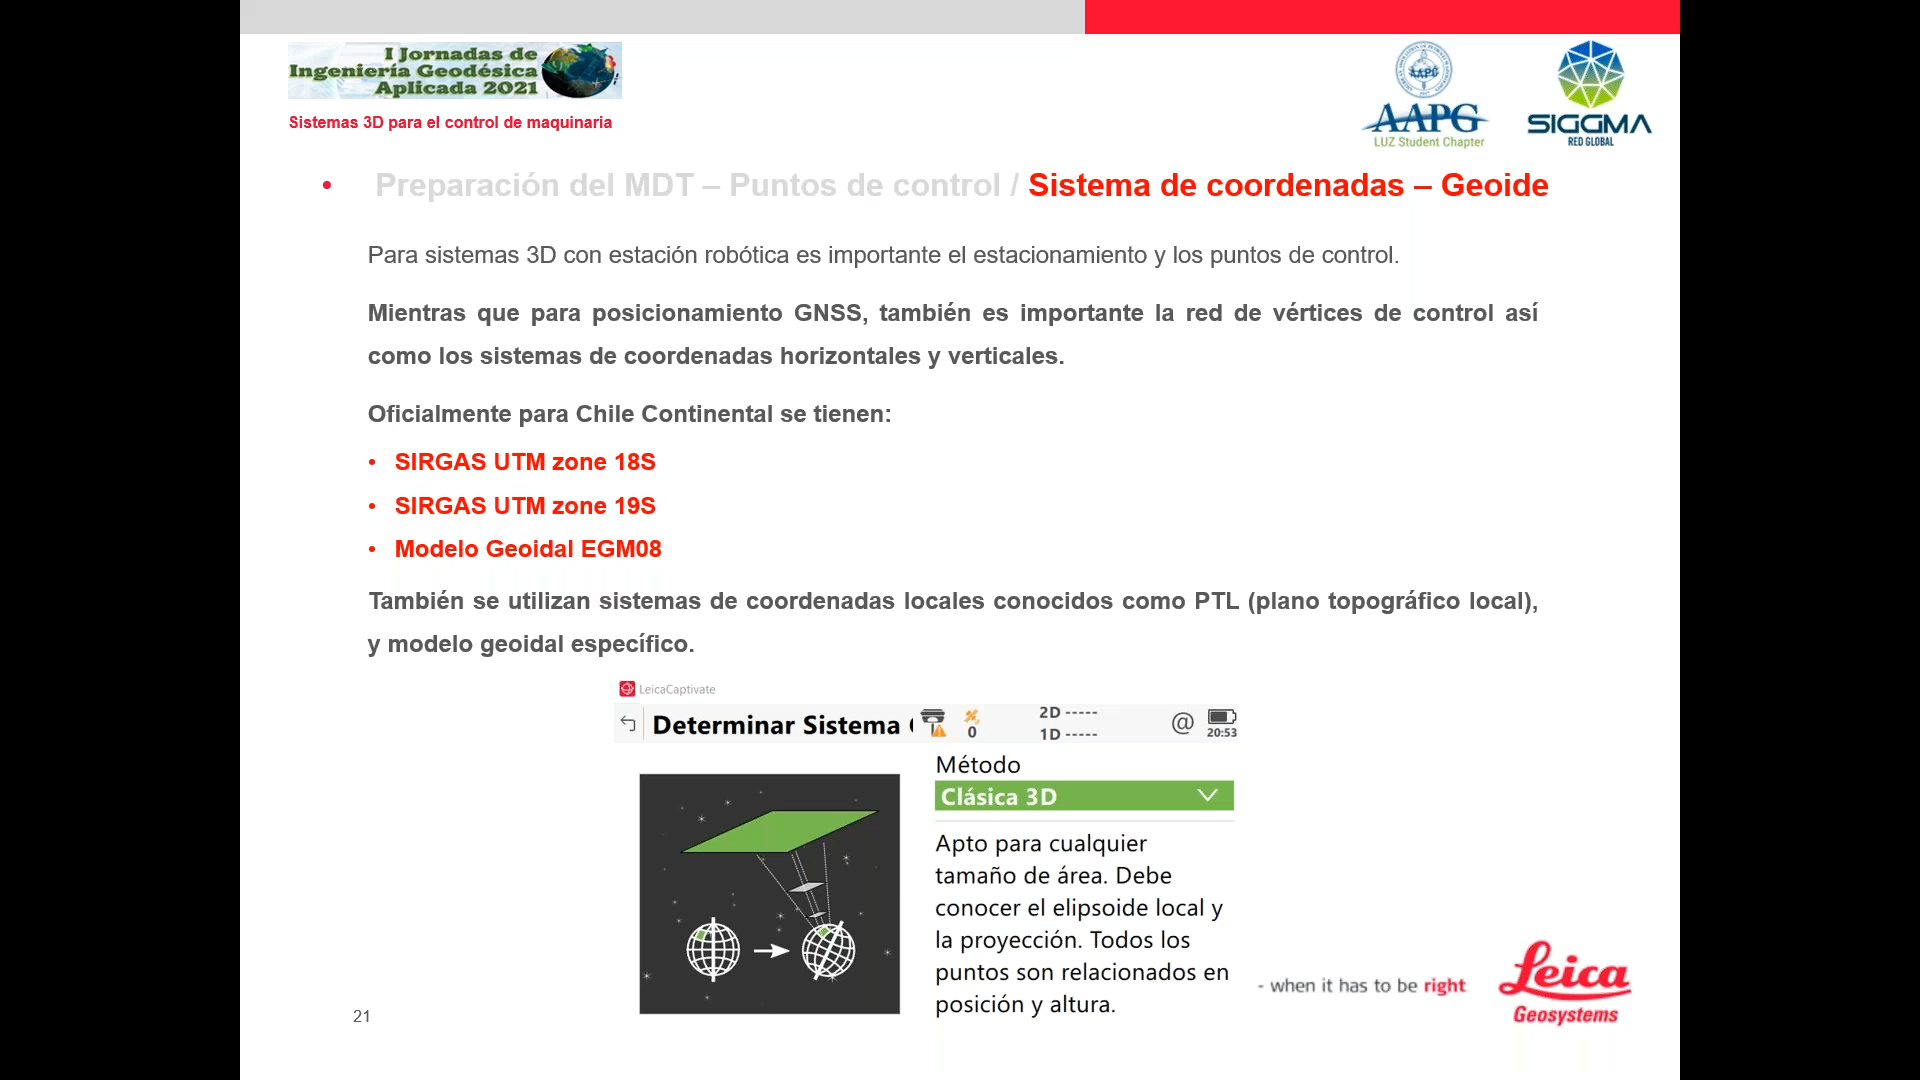 I Jornadas de
Ingeniería Geodésica
Aplicada 2021
Sistemas 3D para el control de maquinaria
AAPG
AAPG
LUZ Student Chapter
SIGGMA
RED GLOBAL
• Preparación del MDT – Puntos de control / Sistema de coordenadas – Geoide
Para sistemas 3D con estación robótica es importante el estacionamiento y los puntos de control.
Mientras que para posicionamiento GNSS, también es importante la red de vértices de control así
como los sistemas de coordenadas horizontales y verticales.
Oficialmente para Chile Continental se tienen:
• SIRGAS UTM zone 18S
• SIRGAS UTM zone 19S
• Modelo Geoidal EGM08
También se utilizan sistemas de coordenadas locales conocidos como PTL (plano topográfico local),
y modelo geoidal específico.
LeicaCaptivate
Determinar Sistema
0
2D -----
1D -----
@
20:53
Método
Clásica 3D
Apto para cualquier
tamaño de área. Debe
conocer el elipsoide local y
la proyección. Todos los
puntos son relacionados en
posición y altura.
- when it has to be right
Leica
Geosystems
21